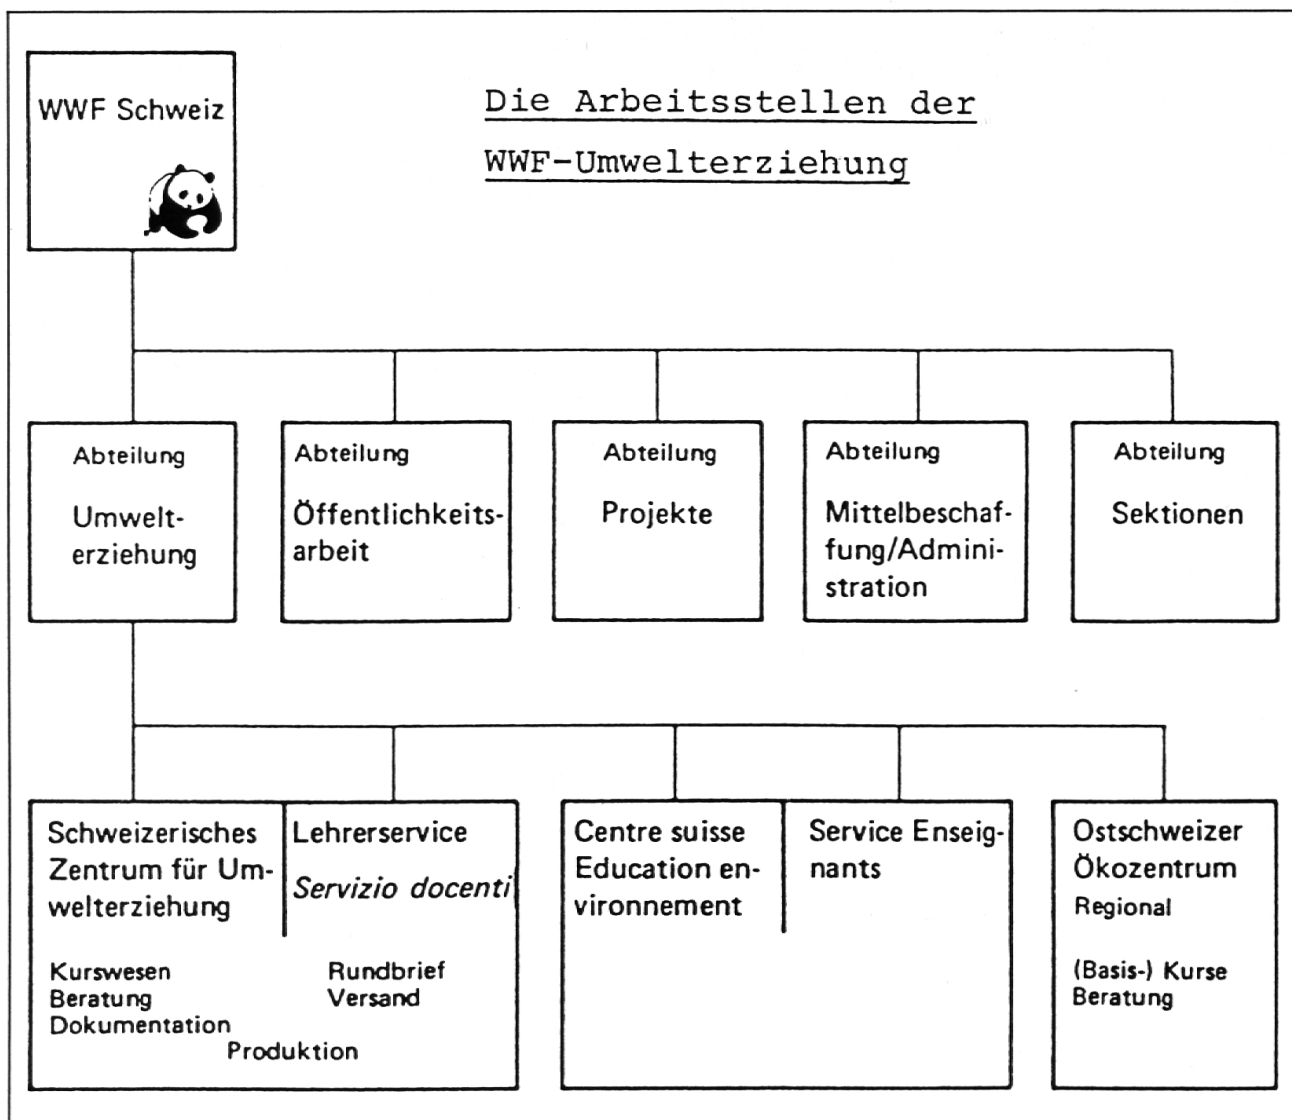 WWF Schweiz
Die Arbeitsstellen der
WWF-Umwelterziehung
Abteilung
Umwelt-
erziehung
Abteilung
Öffentlichkeits-
arbeit
Abteilung
Projekte
Abteilung
Mittelbeschaf-
fung/Admini-
stration
Abteilung
Sektionen
Schweizerisches
Zentrum für Um-
welterziehung
Kurswesen
Beratung
Dokumentation
Lehrerservice
Servizio docenti
Rundbrief
Versand
Produktion
Centre suisse
Education en-
vironnement
Service Enseig-
nants
Ostschweizer
Ökozentrum
Regional
(Basis-) Kurse
Beratung